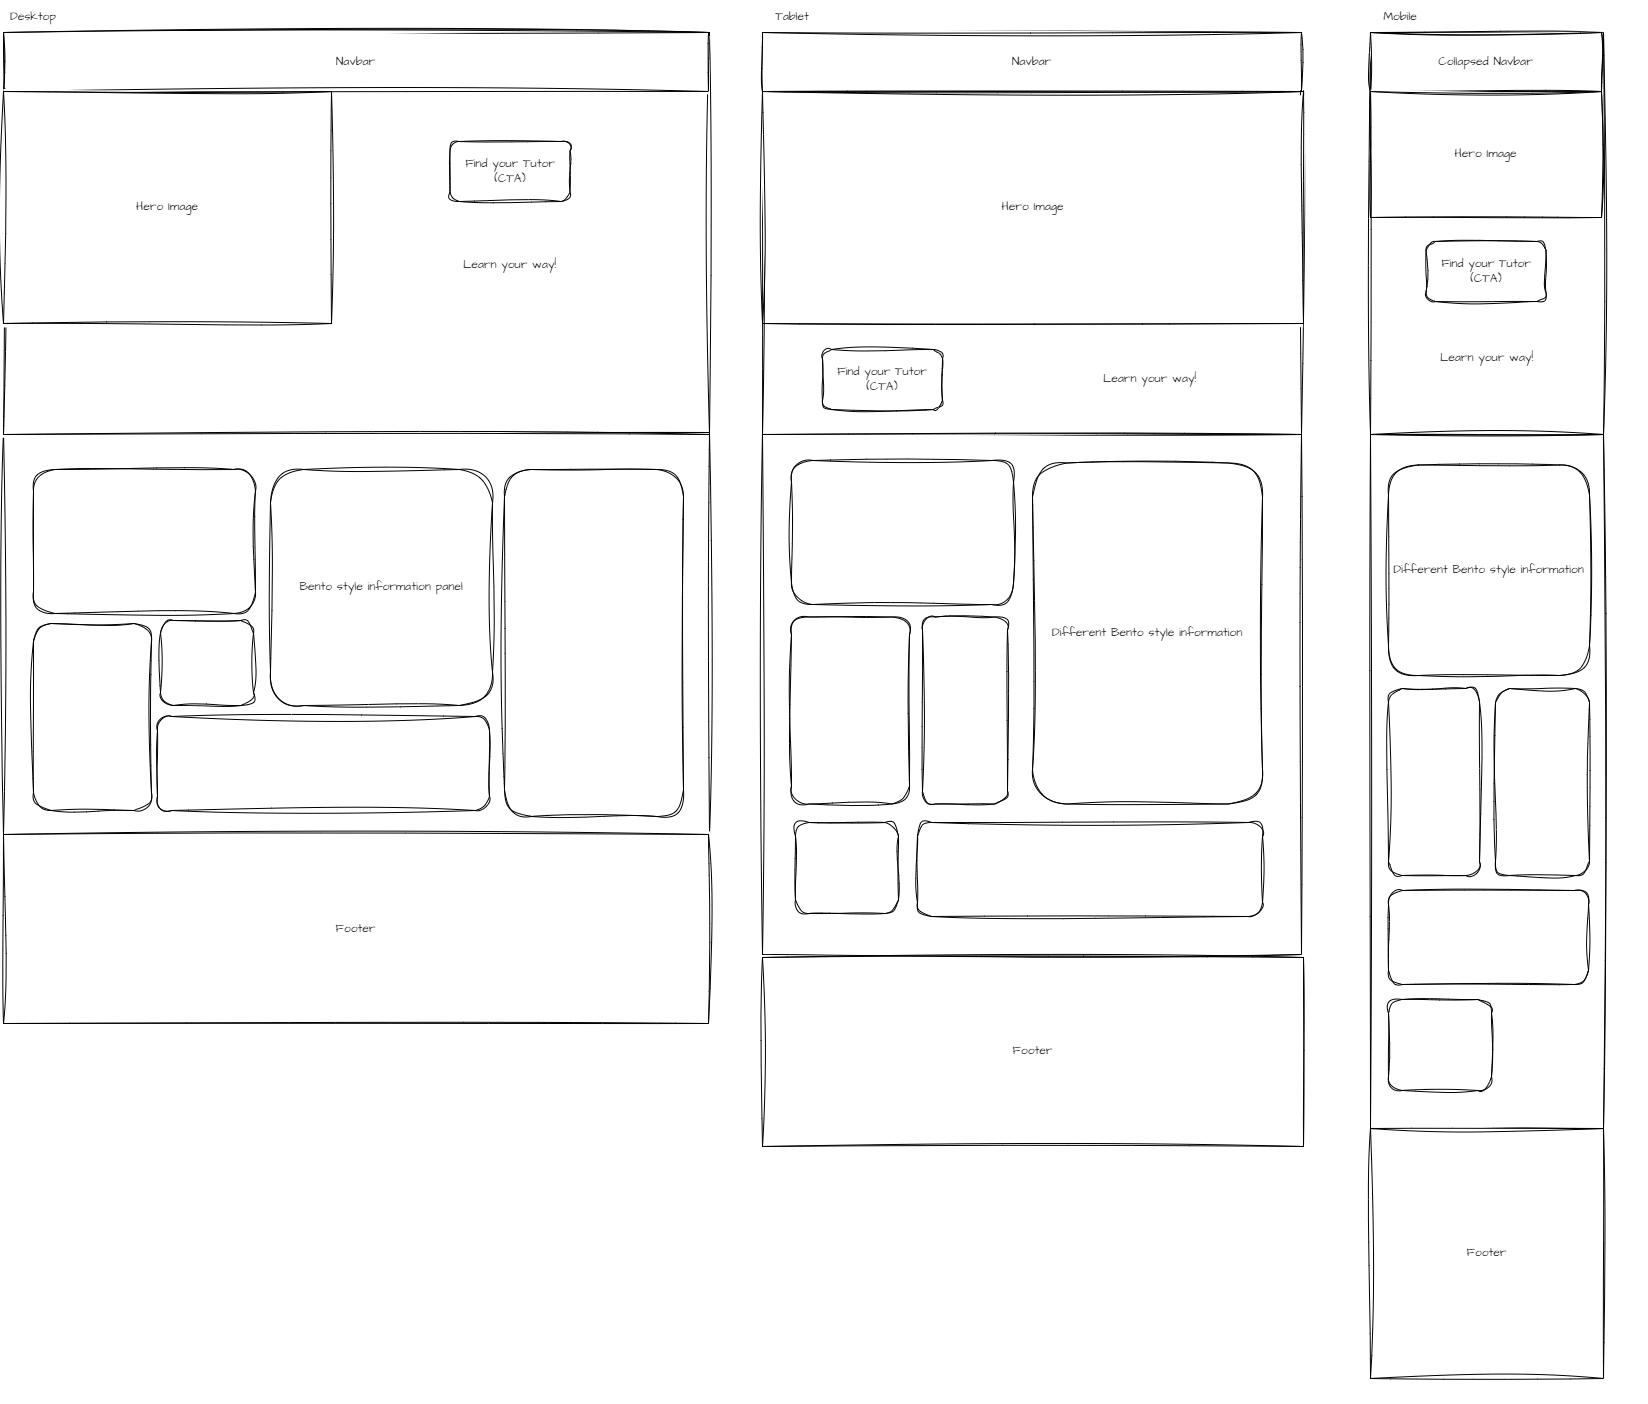 Desktop
Navbar
Hero Image
Find your Tutor
(CTA)
Learn your way!
Bento style information panel
Footer
Tablet
Navbar
Hero Image
Find your Tutor
(CTA)
Learn your way!
Different Bento style information
Footer
Mobile
Collapsed Navbar
Hero Image
Find your Tutor
(CTA)
Learn your way!
Different Bento style information
Footer